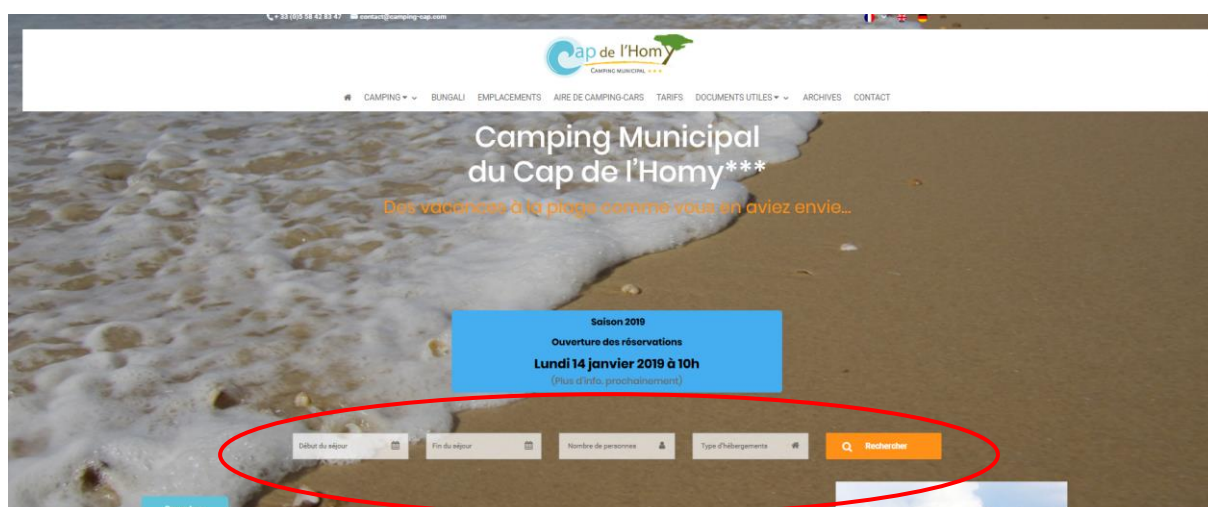 + 33 (0)5 58 42 83 47 contact@camping-cap.com
Cap de l'Homy
CAMPING MUNICIPAL
CAMPING BUNGALI EMPLACEMENTS AIRE DE CAMPING-CARS TARIFS DOCUMENTS UTILES ARCHIVES CONTACT
Camping Municipal
du Cap de l'Homy***
Des vacances à la plage comme vous en aviez envie...
Saison 2019
Ouverture des réservations
Lundi 14 janvier 2019 à 10h
(Plus d'info. prochainement)
Début du séjour Fin du séjour Nombre de personnes Type d'hébergements Rechercher